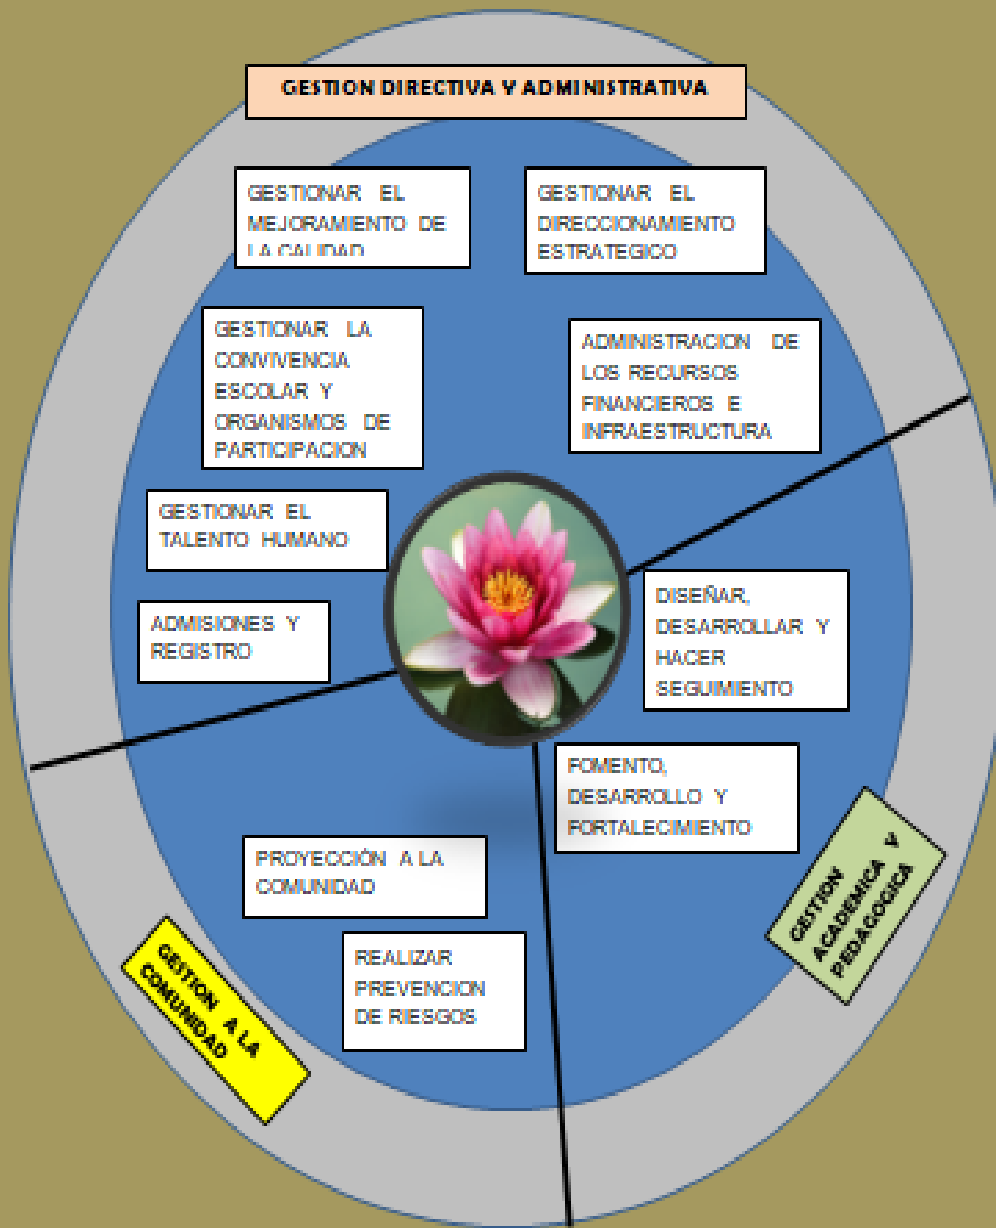 GESTION DIRECTIVA Y ADMINISTRATIVA
GESTIONAR EL
MEJORAMIENTO DE
LA CALIDAD
GESTIONAR EL
DIRECCIONAMIENTO
ESTRATEGICO
GESTIONAR LA
CONVIVENCIA
ESCOLAR Y
ORGANISMOS DE
PARTICIPACION
ADMINISTRACION DE
LOS RECURSOS
FINANCIEROS E
INFRAESTRUCTURA
GESTIONAR EL
TALENTO HUMANO
ADMISIONES Y
REGISTRO
DISEÑAR,
DESARROLLAR Y
HACER
SEGUIMIENTO
FOMENTO,
DESARROLLO Y
FORTALECIMIENTO
PROYECCIÓN A LA
COMUNIDAD
REALIZAR
PREVENCION
DE RIESGOS
GESTION A LA
COMUNIDAD
GESTION
ACADEMICA Y
PEDAGOGICA